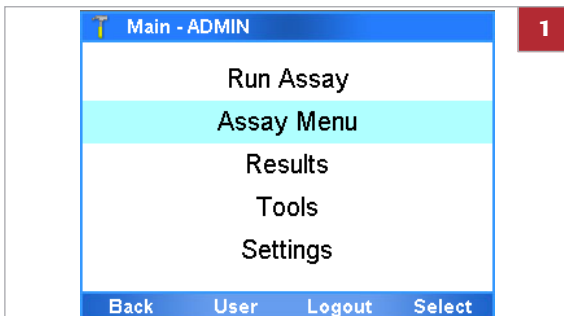 Main - ADMIN
1
Run Assay
Assay Menu
Results
Tools
Settings
Back User Logout Select